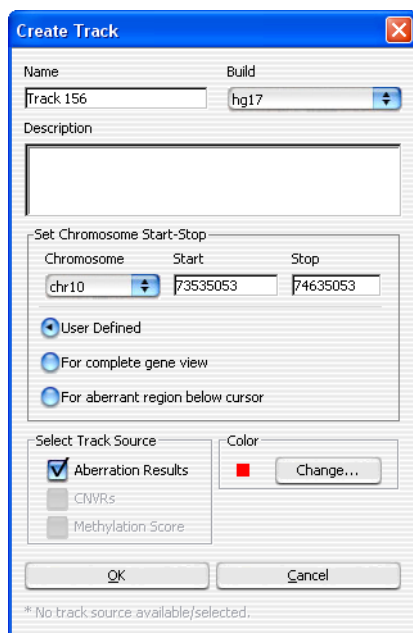 Create Track
Name Build
Track 156 hg17
Description
Set Chromosome Start-Stop
Chromosome Start Stop
chr10 73535053 74635053
User Defined
For complete gene view
For aberrant region below cursor
Select Track Source Color
Aberration Results Change...
CNVRs
Methylation Score
OK Cancel
* No track source available/selected.